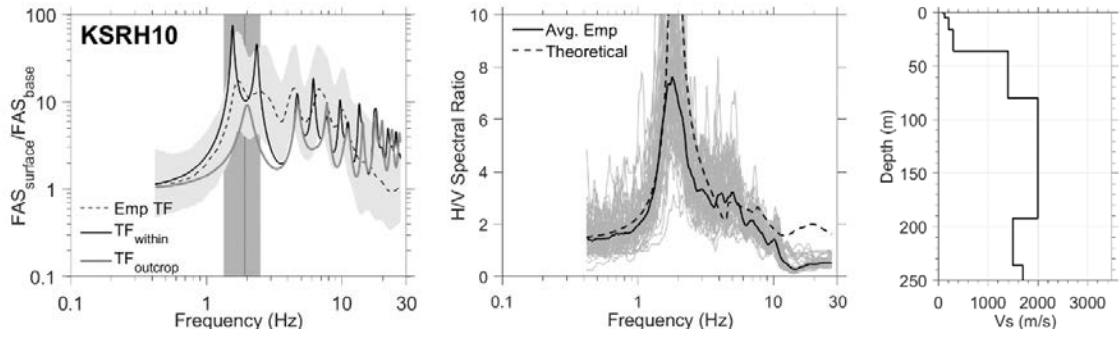 KSRH10
FAS_surface/FAS_base
100
10
1
0.1
Emp TF
TF_within
TF_outcrop
0.1
1
10
30
Frequency (Hz)
H/V Spectral Ratio
10
8
6
4
2
0
Avg. Emp
Theoretical
0.1
1
10
30
Frequency (Hz)
Depth (m)
0
50
100
150
200
250
0
1000
2000
3000
Vs (m/s)